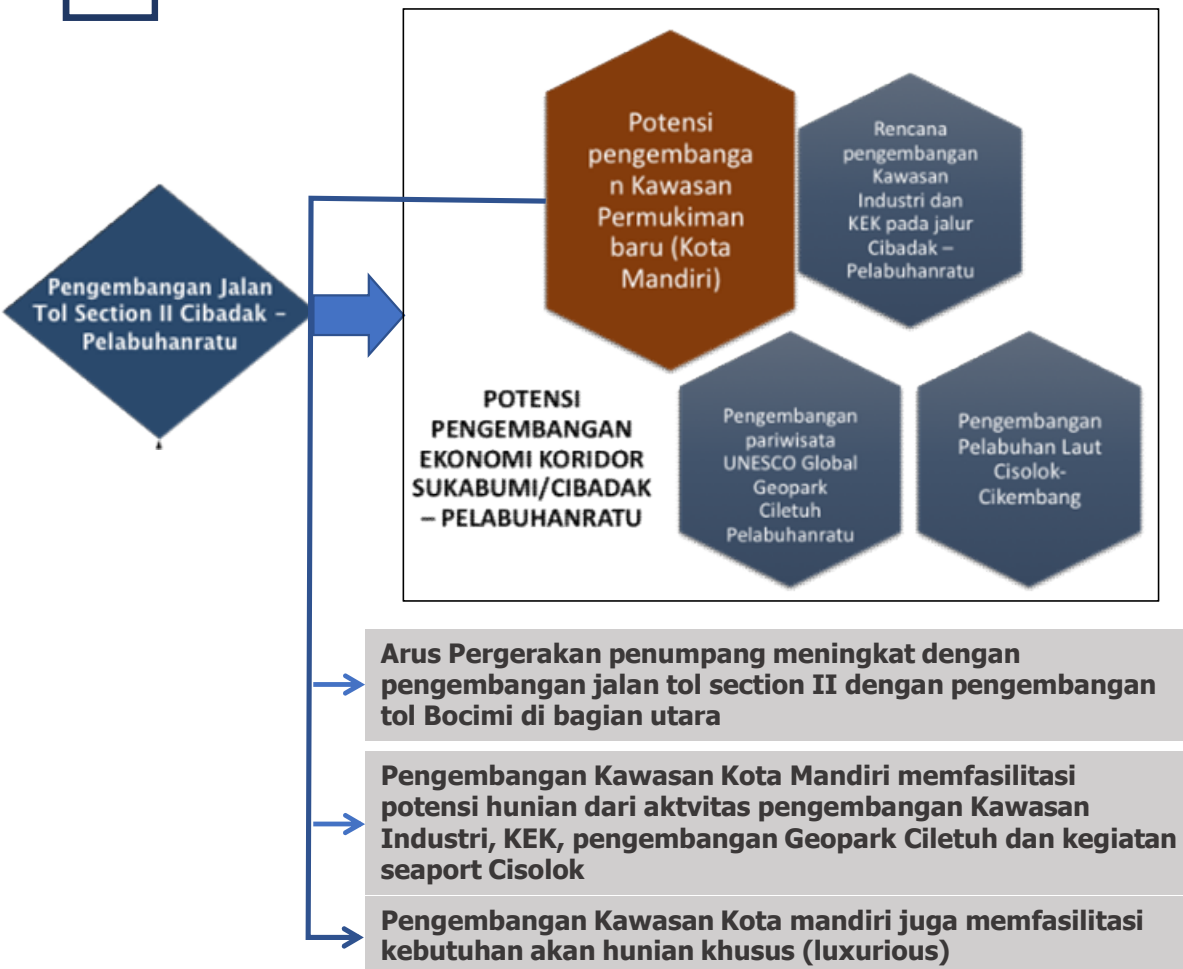 Pengembangan Jalan
Tol Section II Cibadak –
Pelabuhanratu
Potensi
pengembanga
n Kawasan
Permukiman
baru (Kota
Mandiri)
Rencana
pengembangan
Kawasan
Industri dan
KEK pada jalur
Cibadak –
Pelabuhanratu
POTENSI
PENGEMBANGAN
EKONOMI KORIDOR
SUKABUMI/CIBADAK
– PELABUHANRATU
Pengembangan
pariwisata
UNESCO Global
Geopark
Ciletuh
Pelabuhanratu
Pengembangan
Pelabuhan Laut
Cisolok-
Cikembang
Arus Pergerakan penumpang meningkat dengan
pengembangan jalan tol section II dengan pengembangan
tol Bocimi di bagian utara
Pengembangan Kawasan Kota Mandiri memfasilitasi
potensi hunian dari aktvitas pengembangan Kawasan
Industri, KEK, pengembangan Geopark Ciletuh dan kegiatan
seaport Cisolok
Pengembangan Kawasan Kota mandiri juga memfasilitasi
kebutuhan akan hunian khusus (luxurious)